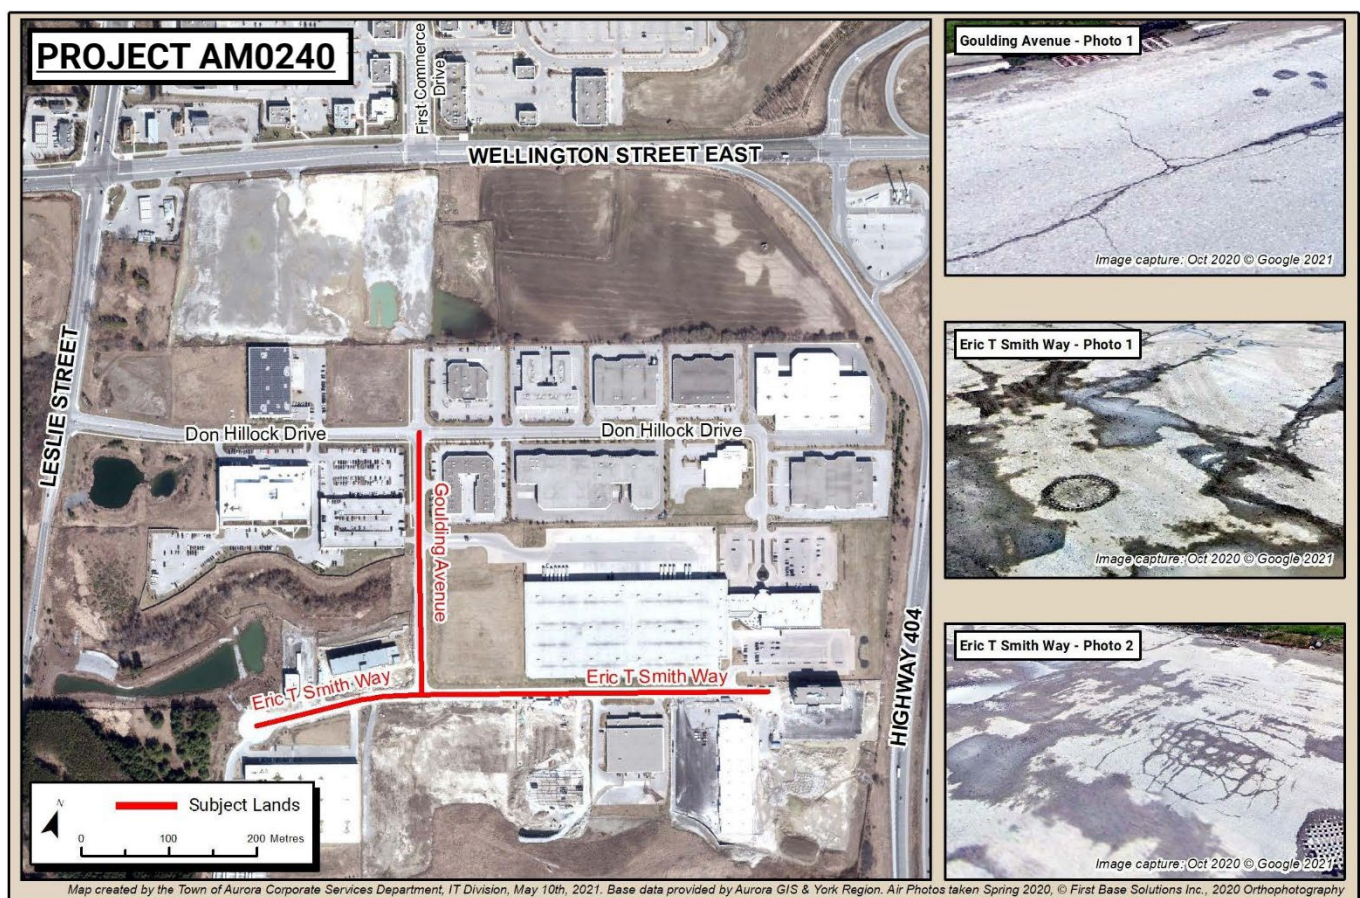 PROJECT AM0240
First Commerce
Drive
WELLINGTON STREET EAST
LESLIE STREET
Don Hillock Drive
Don Hillock Drive
Goulding Avenue
Eric T Smith Way
Eric T Smith Way
HIGHWAY 404
N
Subject Lands
0 100 200 Metres
Goulding Avenue - Photo 1
Image capture: Oct 2020 © Google 2021
Eric T Smith Way - Photo 1
Image capture: Oct 2020 © Google 2021
Eric T Smith Way - Photo 2
Image capture: Oct 2020 © Google 2021
Map created by the Town of Aurora Corporate Services Department, IT Division, May 10th, 2021. Base data provided by Aurora GIS & York Region. Air Photos taken Spring 2020, © First Base Solutions Inc., 2020 Orthophotography